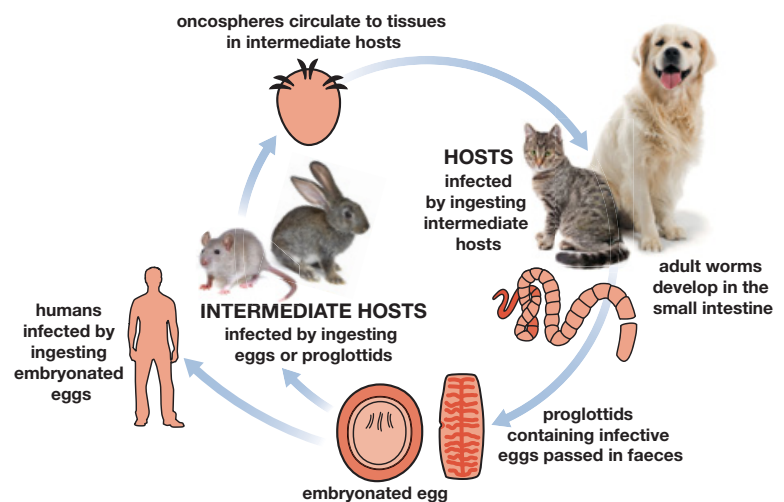 oncospheres circulate to tissues
in intermediate hosts
HOSTS
infected
by ingesting
intermediate
hosts
adult worms
develop in the
small intestine
proglottids
containing infective
eggs passed in faeces
embryonated egg
INTERMEDIATE HOSTS
infected by ingesting
eggs or proglottids
humans
infected by
ingesting
embryonated
eggs